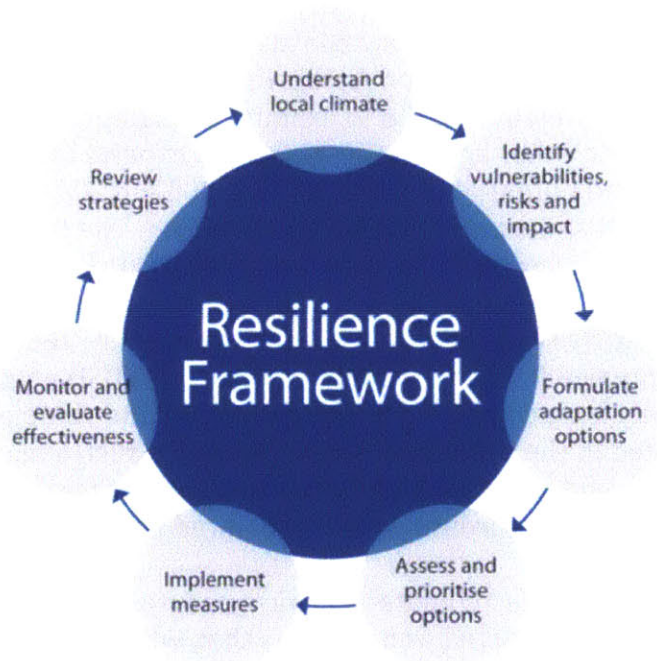 Understand
local climate
Identify
vulnerabilities,
risks and
impact
Formulate
adaptation
options
Assess and
prioritise
options
Implement
measures
Monitor and
evaluate
effectiveness
Review
strategies
Resilience
Framework